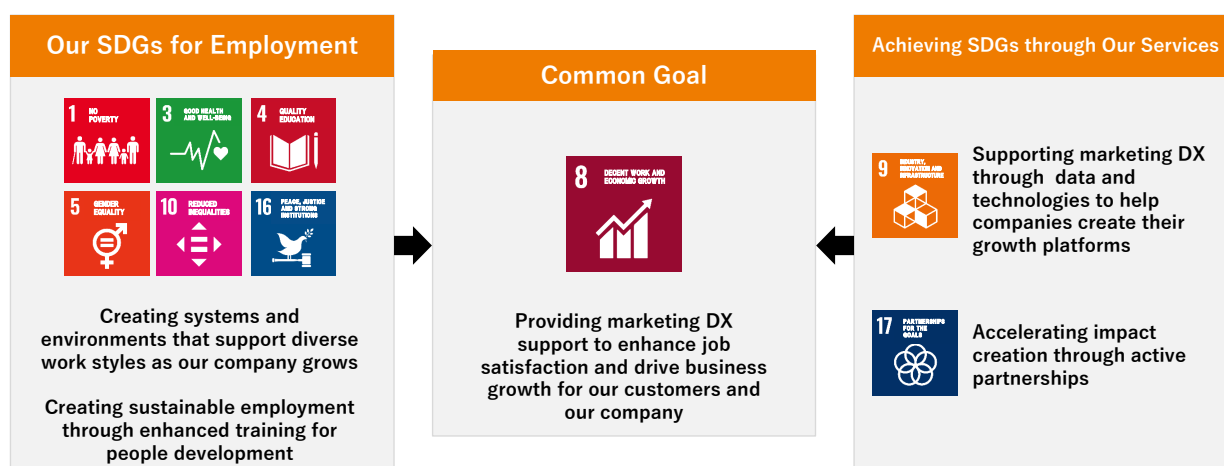 Our SDGs for Employment
1 NO
POVERTY
3 GOOD HEALTH
AND WELL-BEING
4 QUALITY
EDUCATION
5 GENDER
EQUALITY
10 REDUCED
INEQUALITIES
16 PEACE, JUSTICE
AND STRONG
INSTITUTIONS
Creating systems and
environments that support diverse
work styles as our company grows
Creating sustainable employment
through enhanced training for
people development
Common Goal
8 DECENT WORK AND
ECONOMIC GROWTH
Providing marketing DX
support to enhance job
satisfaction and drive business
growth for our customers and
our company
Achieving SDGs through Our Services
9 INDUSTRY,
INNOVATION AND
INFRASTRUCTURE
Supporting marketing DX
through data and
technologies to help
companies create their
growth platforms
17 PARTNERSHIPS
FOR THE
GOALS
Accelerating impact
creation through active
partnerships